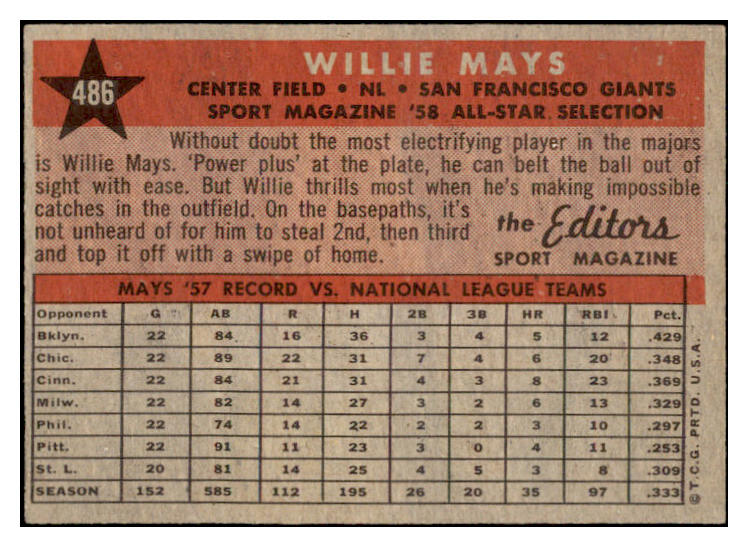 486
WILLIE MAYS
CENTER FIELD • NL • SAN FRANCISCO GIANTS
SPORT MAGAZINE '58 ALL-STAR SELECTION
Without doubt the most electrifying player in the majors
is Willie Mays. 'Power plus' at the plate, he can belt the ball out of
sight with ease. But Willie thrills most when he's making impossible
catches in the outfield. On the basepaths, it's
not unheard of for him to steal 2nd, then third
and top it off with a swipe of home.
the Editors
SPORT MAGAZINE
MAYS '57 RECORD VS. NATIONAL LEAGUE TEAMS
Opponent G AB R H 2B 3B HR RBI Pct.
Bklyn. 22 84 16 36 3 4 5 12 .429
Chic. 22 89 22 31 7 4 6 20 .348
Cinn. 22 84 21 31 4 3 8 23 .369
Milw. 22 82 14 27 3 2 6 13 .329
Phil. 22 74 14 22 2 2 3 10 .297
Pitt. 22 91 11 23 3 0 4 11 .253
St. L. 20 81 14 25 4 5 3 8 .309
SEASON 152 585 112 195 26 20 35 97 .333
© T.C.G. PRTD. U.S.A.